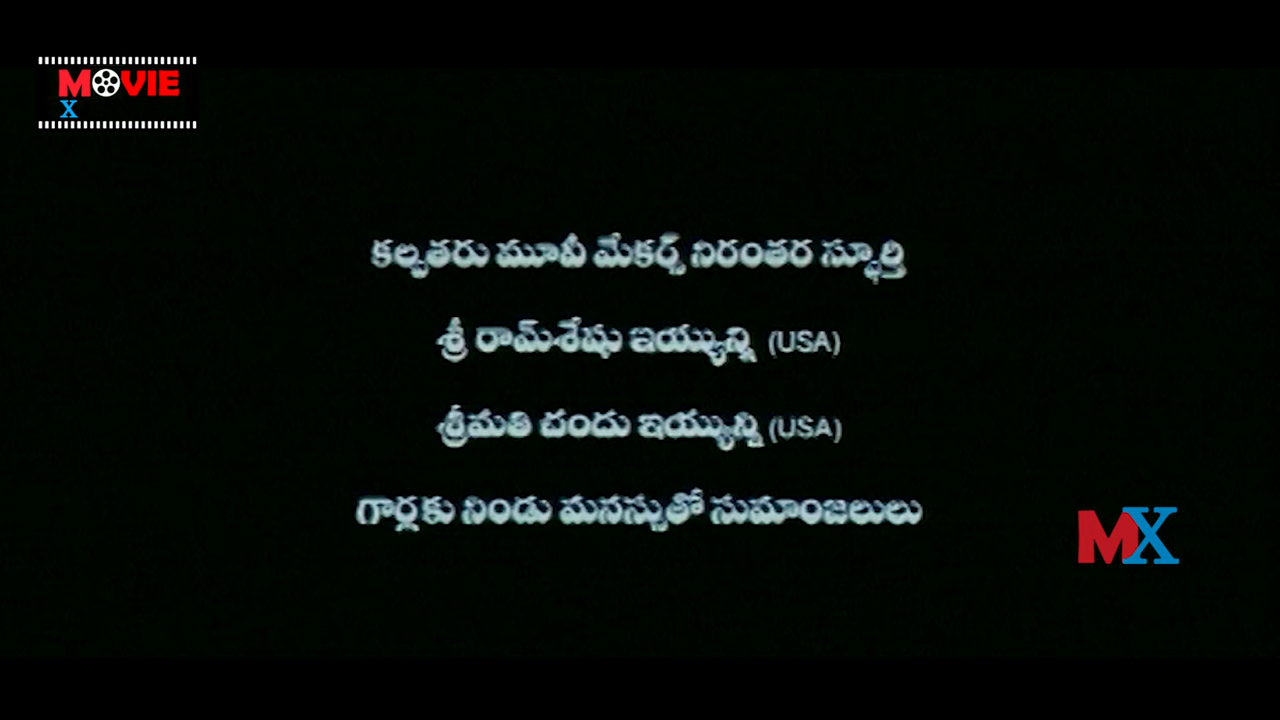 MOVIE
X
కల్పతరు మూవీ మేకర్స్ నిరంతర స్ఫూర్తి
శ్రీ రామ్‌శేషు ఇయ్యున్ని (USA)
శ్రీమతి చందు ఇయ్యున్ని (USA)
గార్లకు నిండు మనస్సుతో సుమాంజలులు
MX